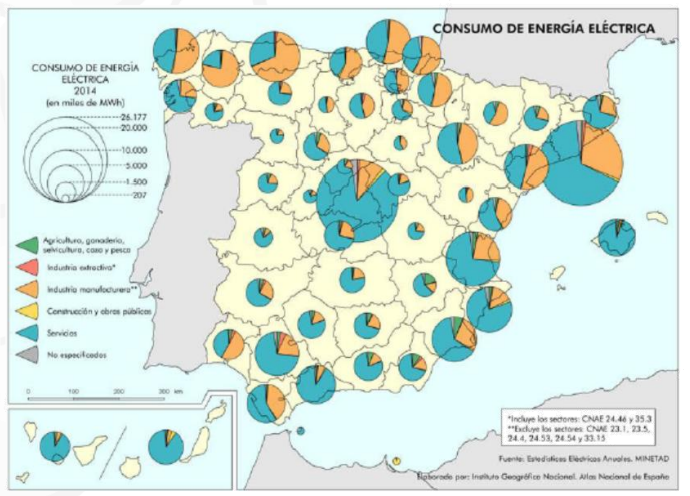 CONSUMO DE ENERGÍA ELÉCTRICA
CONSUMO DE ENERGÍA
ELÉCTRICA
2014
(en miles de MWh)
26.177
20.000
10.000
5.000
1.500
207
Agricultura, ganadería,
selvicultura, caza y pesca
Industria extractiva*
Industria manufacturera**
Construcción y obras públicas
Servicios
No especificados
0 100 200 300 km
*Incluye los sectores: CNAE 24.46 y 35.3
**Excluye los sectores: CNAE 23.1, 23.5,
24.4, 24.53, 24.54 y 33.15
Fuente: Estadísticas Eléctricas Anuales. MINETAD
Elaborado por: Instituto Geográfico Nacional. Atlas Nacional de España